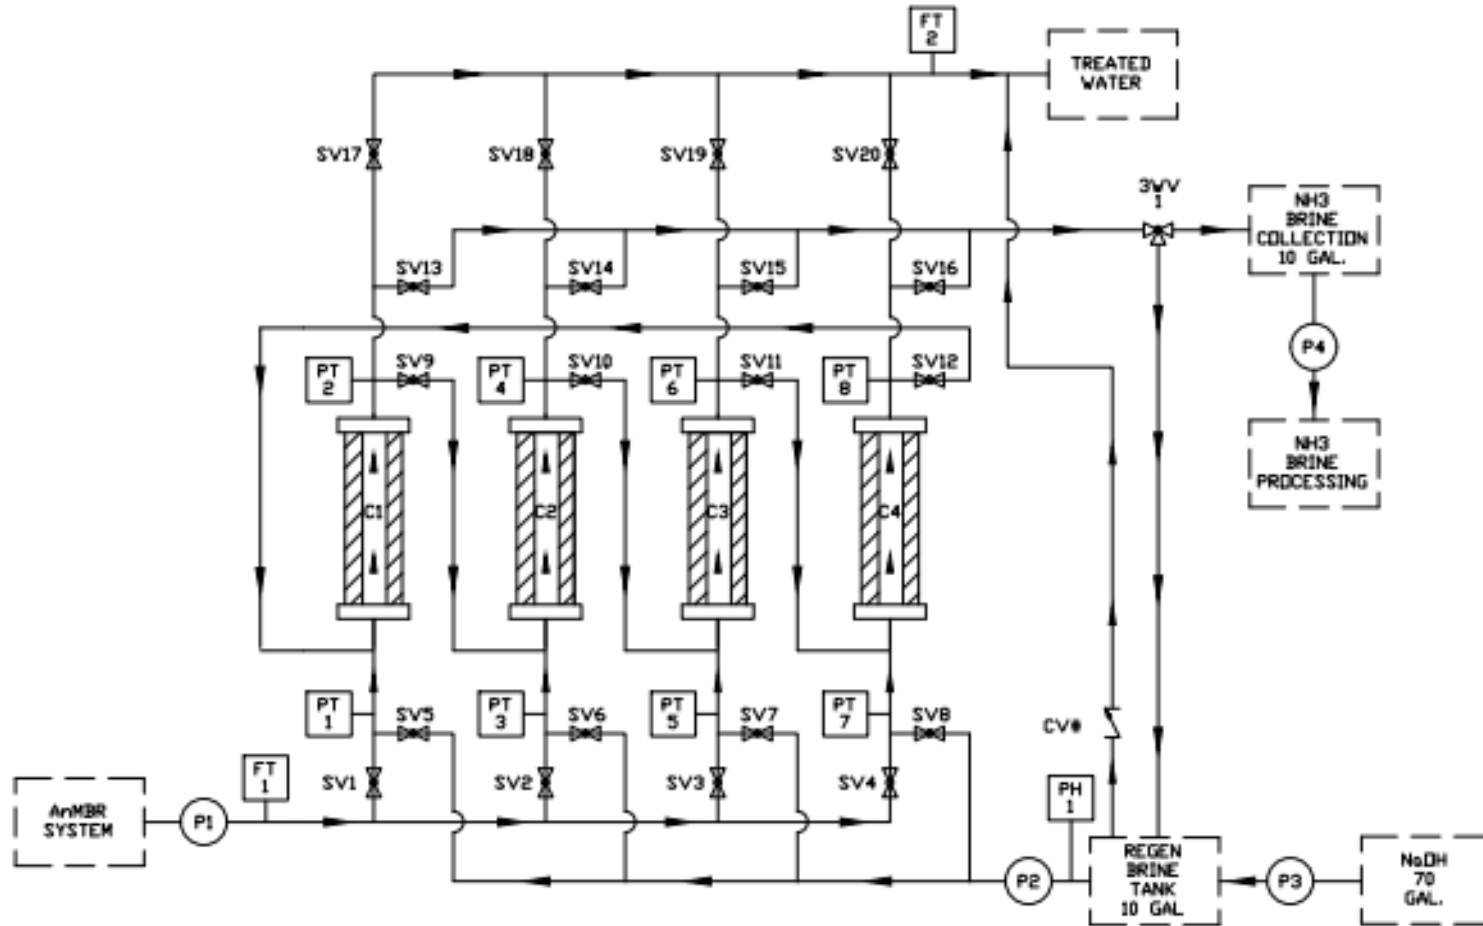 FT
2
TREATED
WATER
SV17
SV18
SV19
SV20
3WV
1
NH3
BRINE
COLLECTION
10 GAL.
SV13
SV14
SV15
SV16
P4
PT
2
SV9
PT
4
SV10
PT
6
SV11
PT
8
SV12
NH3
BRINE
PROCESSING
C1
C2
C3
C4
PT
1
SV5
PT
3
SV6
PT
5
SV7
PT
7
SV8
CV#
FT
1
SV1
SV2
SV3
SV4
PH
1
AnMBR
SYSTEM
P1
P2
REGEN
BRINE
TANK
10 GAL
P3
NaOH
70
GAL.